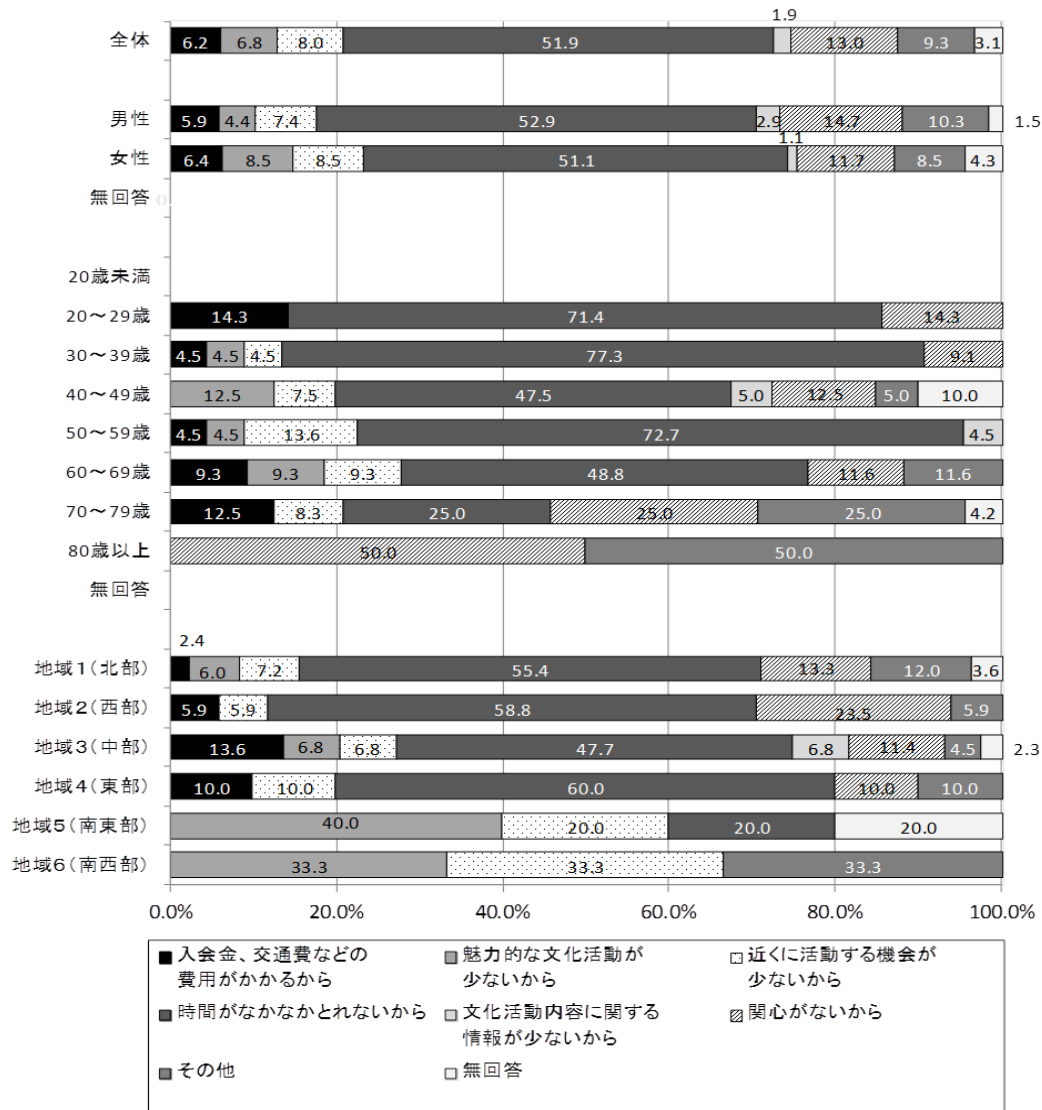 1.9
全体 6.2 6.8 8.0 51.9 13.0 9.3 3.1
男性 5.9 4.4 7.4 52.9 2.9 14.7 10.3 1.5
1.1
女性 6.4 8.5 8.5 51.1 11.7 8.5 4.3
無回答
20歳未満
20～29歳 14.3 71.4 14.3
30～39歳 4.5 4.5 4.5 77.3 9.1
40～49歳 12.5 7.5 47.5 5.0 12.5 5.0 10.0
50～59歳 4.5 4.5 13.6 72.7 4.5
60～69歳 9.3 9.3 9.3 48.8 11.6 11.6
70～79歳 12.5 8.3 25.0 25.0 25.0 4.2
80歳以上 50.0 50.0
無回答
2.4
地域1（北部） 6.0 7.2 55.4 13.3 12.0 3.6
地域2（西部） 5.9 5.9 58.8 23.5 5.9
地域3（中部） 13.6 6.8 6.8 47.7 6.8 11.4 4.5 2.3
地域4（東部） 10.0 10.0 60.0 10.0 10.0
地域5（南東部） 40.0 20.0 20.0 20.0
地域6（南西部） 33.3 33.3 33.3
0.0% 20.0% 40.0% 60.0% 80.0% 100.0%
入会金、交通費などの
費用がかかるから
魅力的な文化活動が
少ないから
近くに活動する機会が
少ないから
時間がなかなかとれないから
文化活動内容に関する
情報が少ないから
関心がないから
その他
無回答